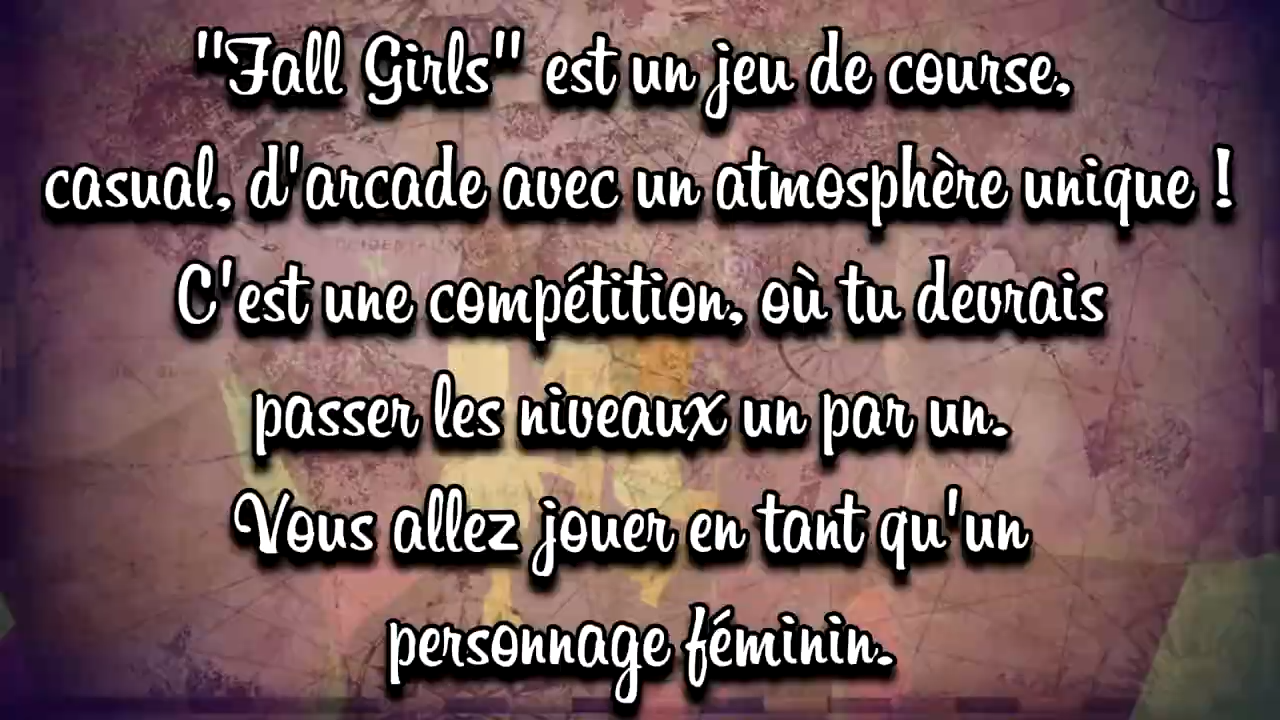 "Fall Girls" est un jeu de course,
casual, d'arcade avec un atmosphère unique !
C'est une compétition, où tu devrais
passer les niveaux un par un.
Vous allez jouer en tant qu'un
personnage féminin.